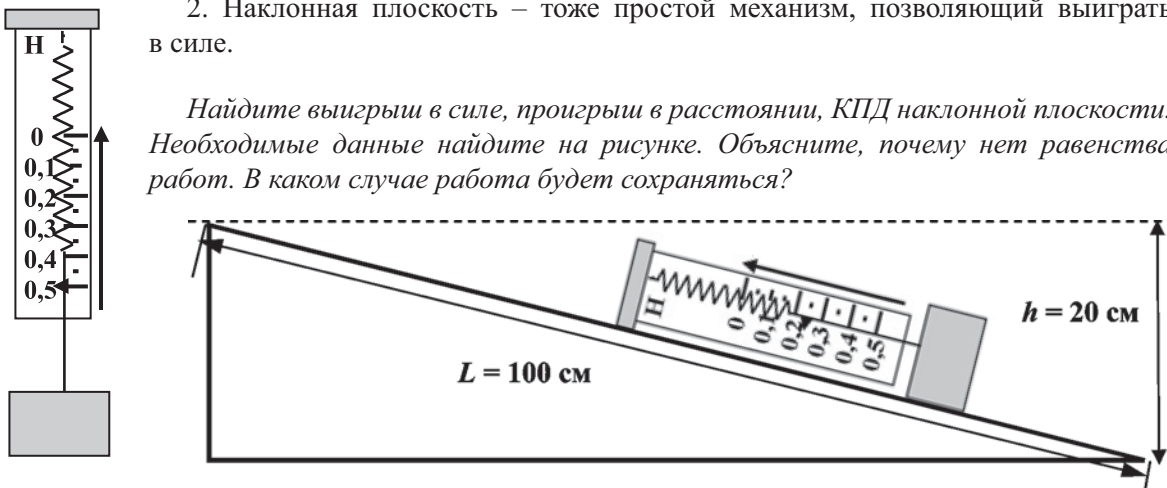 2. Наклонная плоскость – тоже простой механизм, позволяющий выиграть
в силе.
Найдите выигрыш в силе, проигрыш в расстоянии, КПД наклонной плоскости.
Необходимые данные найдите на рисунке. Объясните, почему нет равенства
работ. В каком случае работа будет сохраняться?
Н
0
0,1
0,2
0,3
0,4
0,5
Н
0
0,1
0,2
0,3
0,4
0,5
h = 20 см
L = 100 см